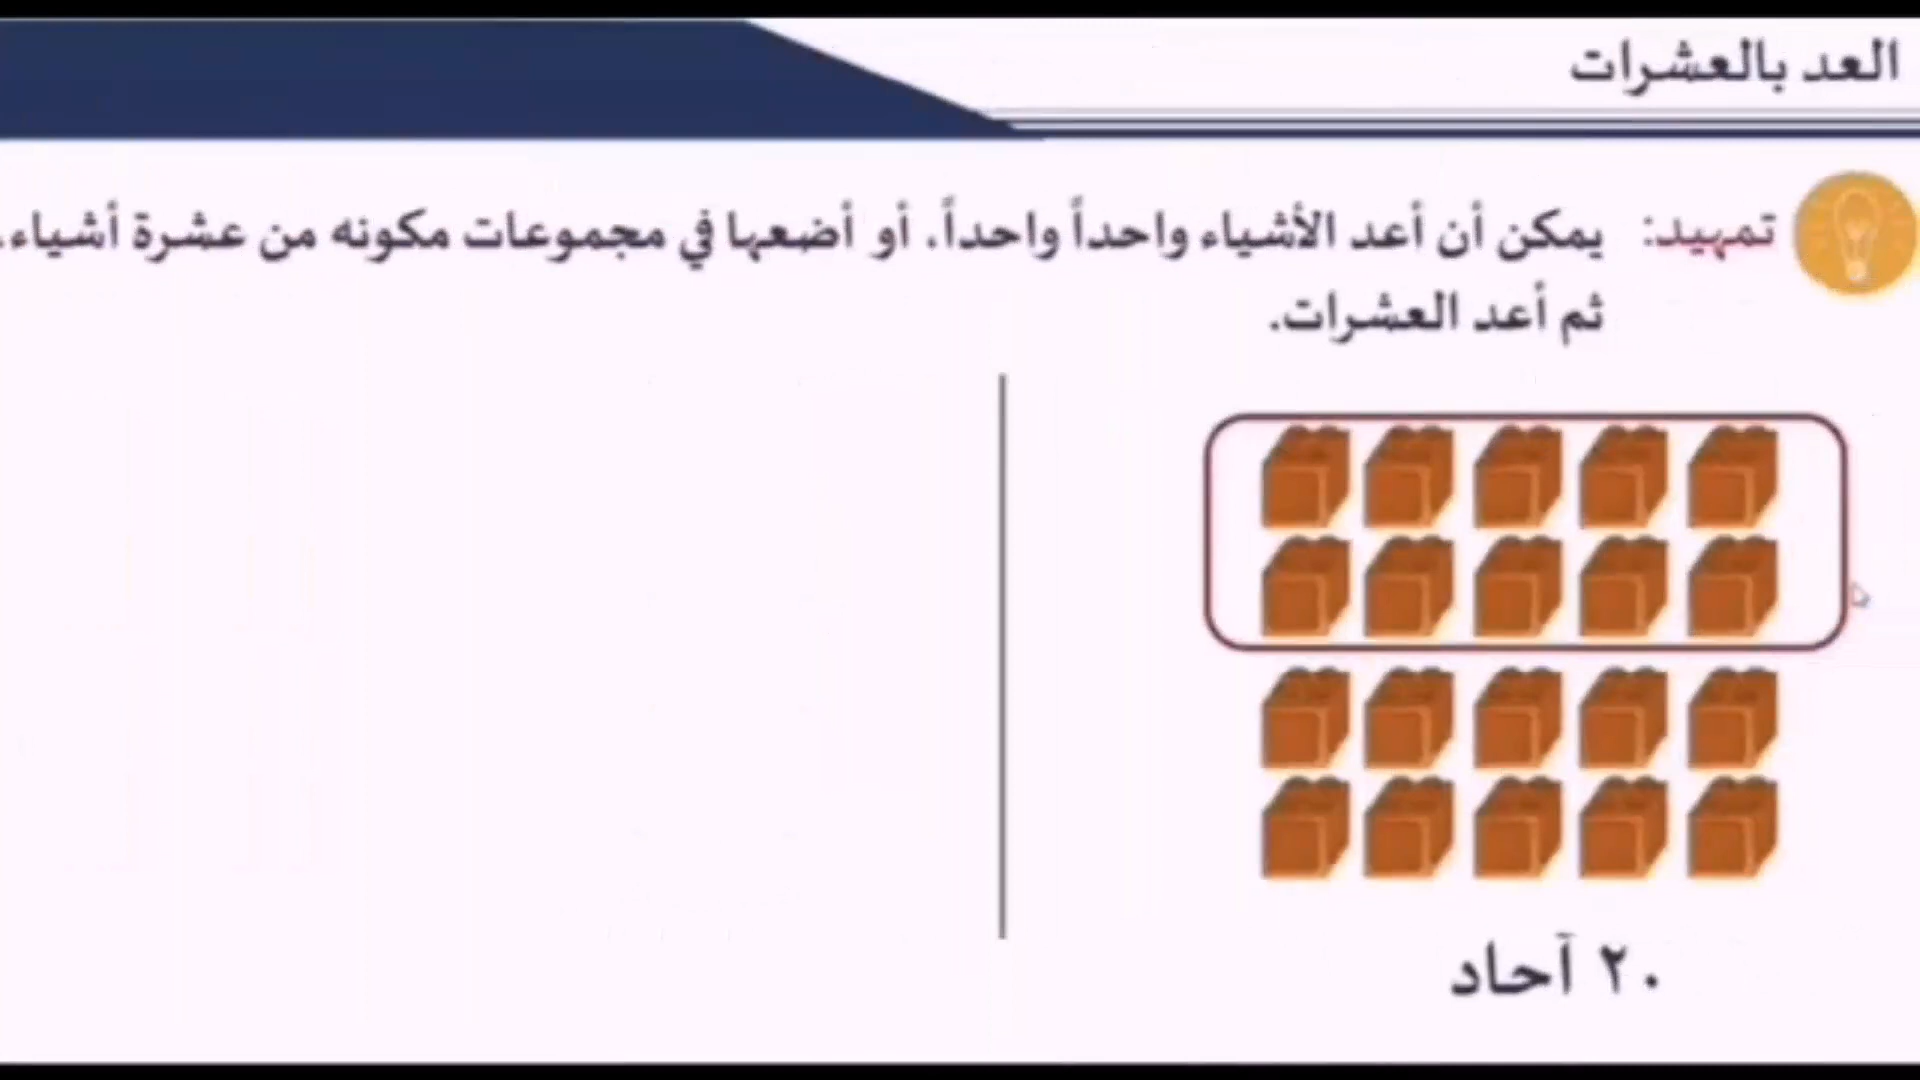 العد بالعشرات
تمهيد: يمكن أن أعد الأشياء واحداً واحداً، أو أضعها في مجموعات مكونه من عشرة أشياء،
ثم أعد العشرات.
٢٠ آحاد